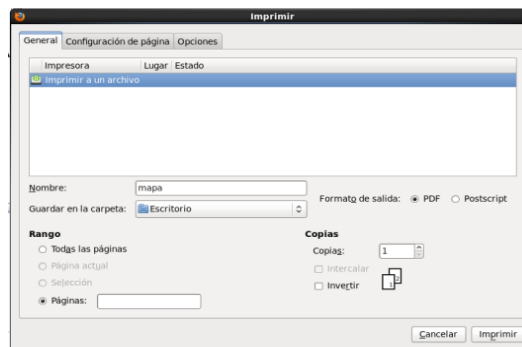 Imprimir
General Configuración de página Opciones
Impresora Lugar Estado
Imprimir a un archivo
Nombre: mapa
Formato de salida: PDF Postscript
Guardar en la carpeta: Escritorio
Rango Copias
Todas las páginas Copias: 1
Página actual Intercalar
Selección Invertir
Páginas:
Cancelar Imprimir